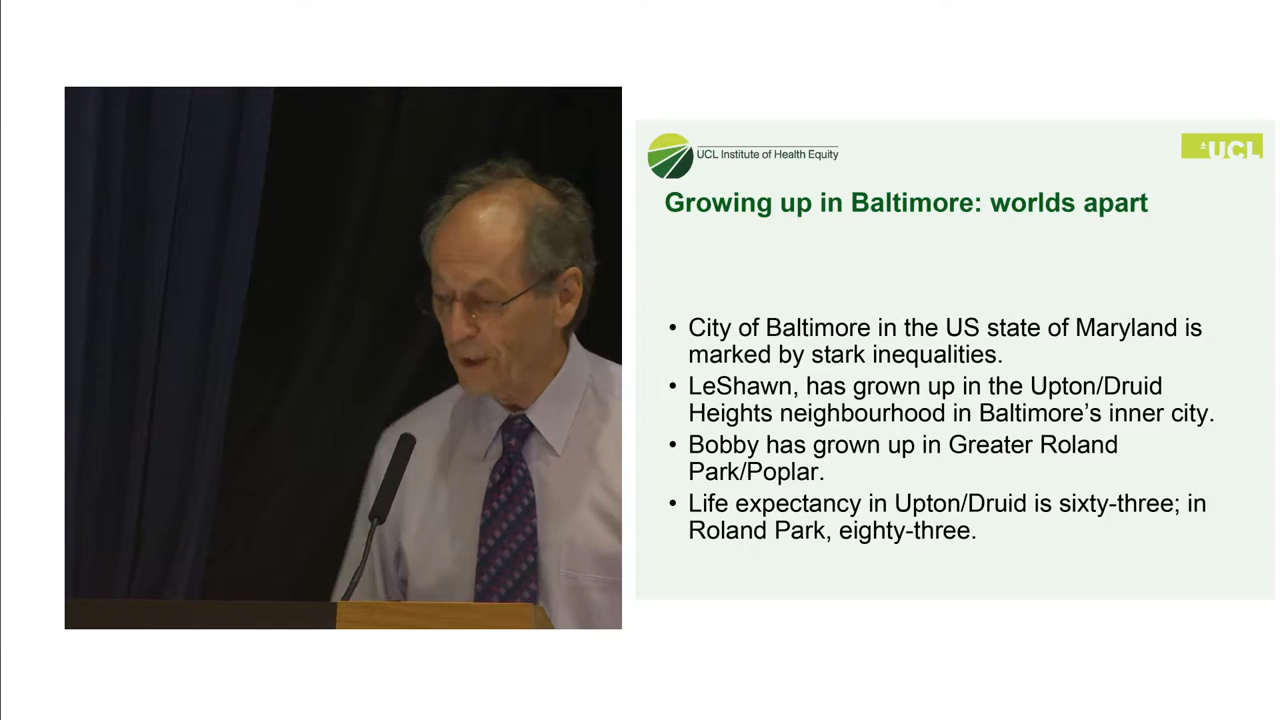 UCL Institute of Health Equity
UCL
Growing up in Baltimore: worlds apart
• City of Baltimore in the US state of Maryland is
marked by stark inequalities.
• LeShawn, has grown up in the Upton/Druid
Heights neighbourhood in Baltimore’s inner city.
• Bobby has grown up in Greater Roland
Park/Poplar.
• Life expectancy in Upton/Druid is sixty-three; in
Roland Park, eighty-three.